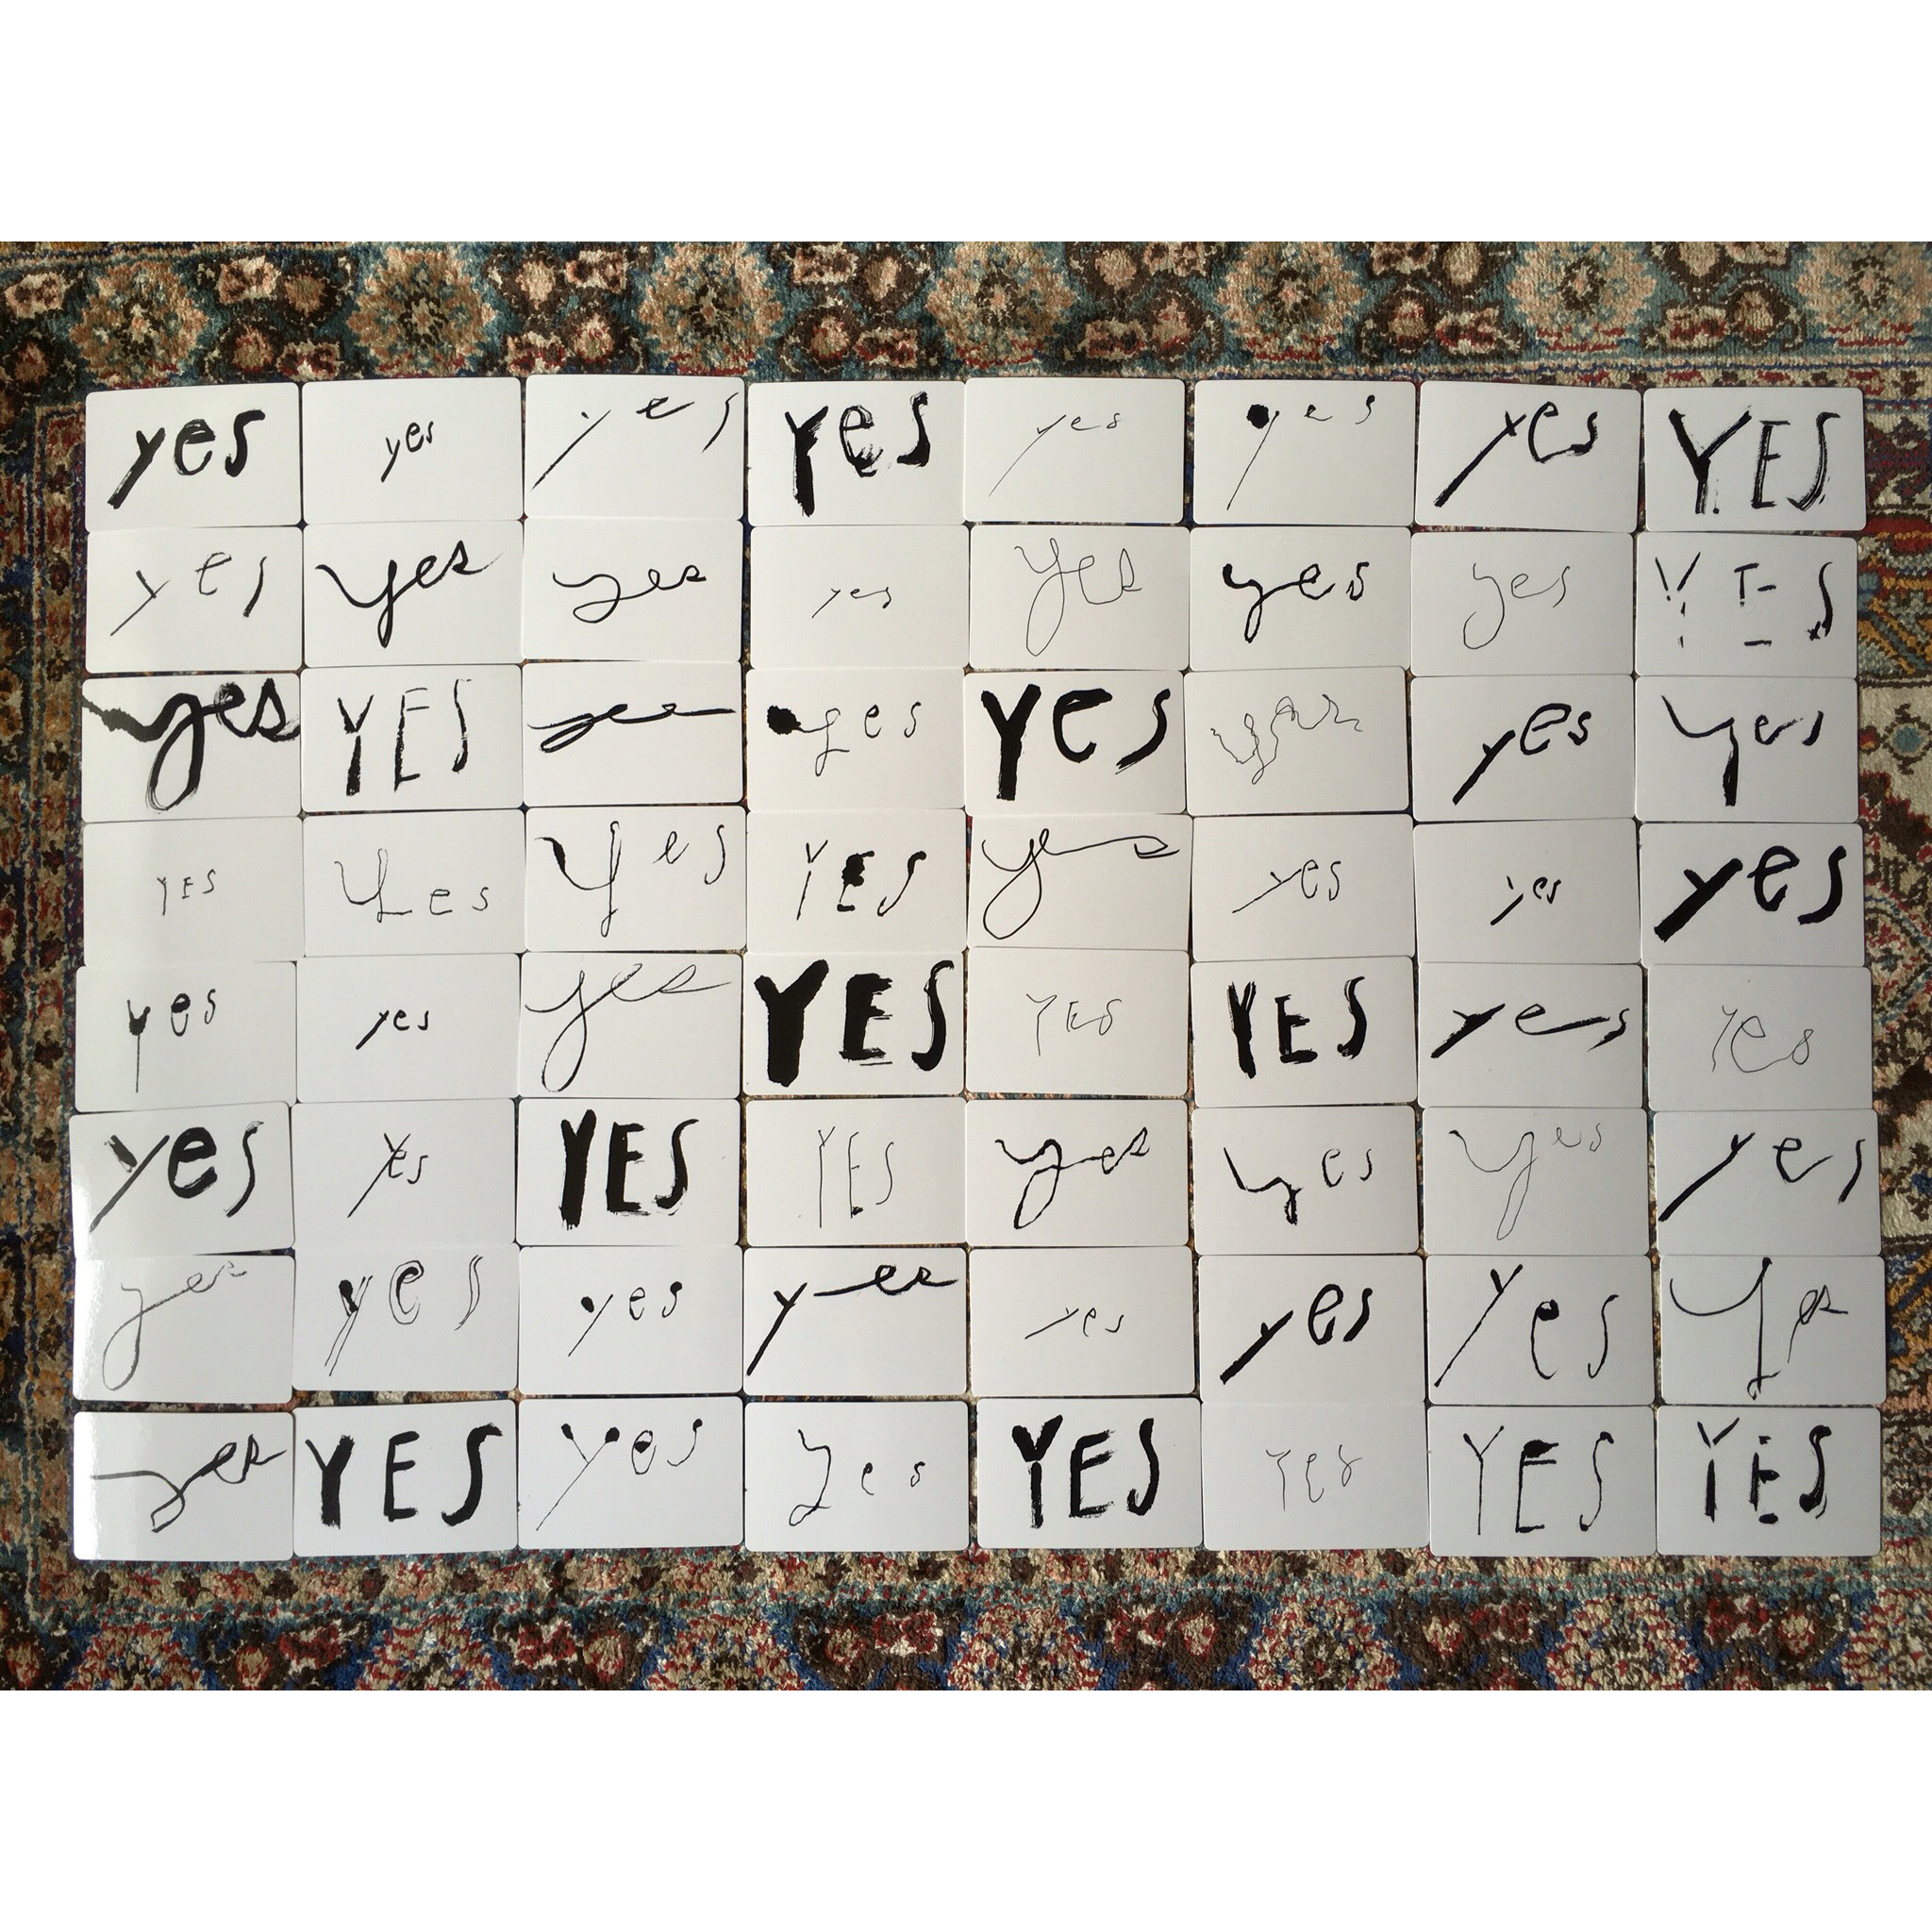 yes yes yes yes yes yes yes YES
yes yes yes yes yes yes yes YES
yes YES yes yes yes yes yes yes
YES yes yes YES yes yes yes yes
yes yes yes YES YES YES yes yes
yes yes YES YES yes yes yes yes
yes yes yes yes yes yes yes yes
yes YES yes yes YES yes YES YES